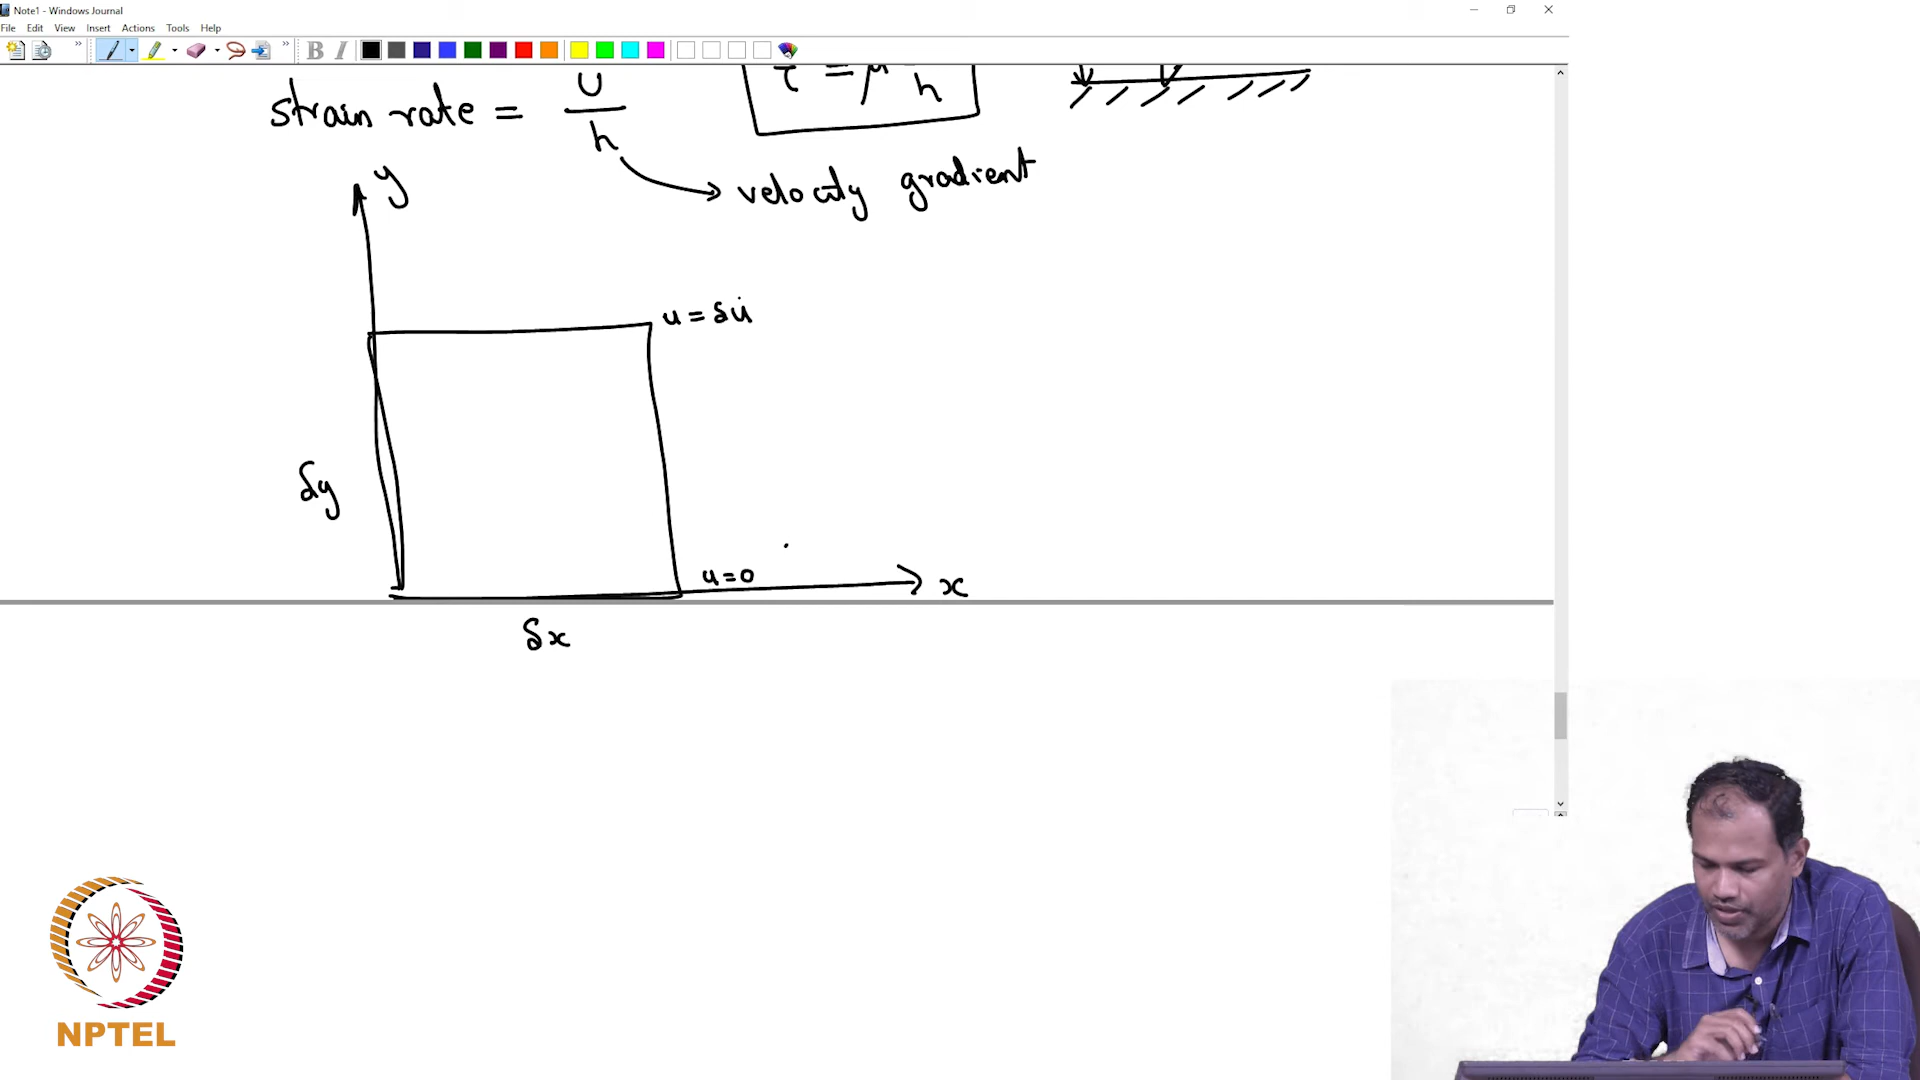 Note1 - Windows Journal
File Edit View Insert Actions Tools Help
B I
strain rate = U / h
τ = μ U / h
velocity gradient
y
u = δu
δy
u = 0
x
δx
NPTEL